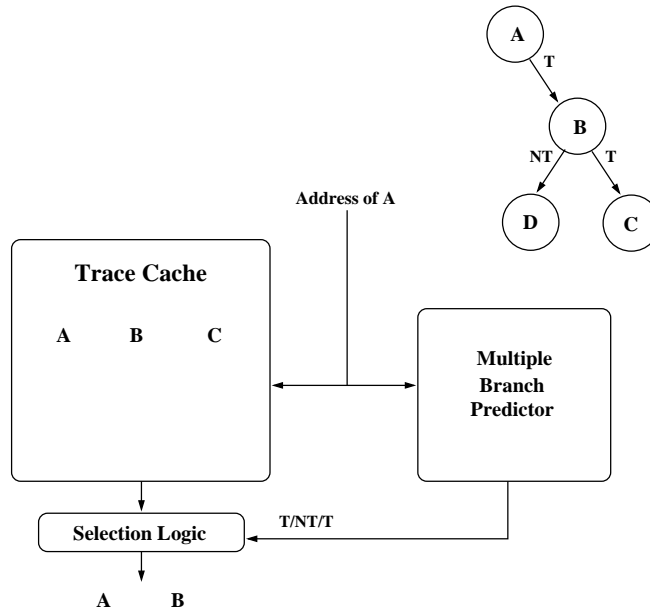 A
T
B
NT T
D C
Address of A
Trace Cache
A B C
Multiple
Branch
Predictor
T/NT/T
Selection Logic
A B